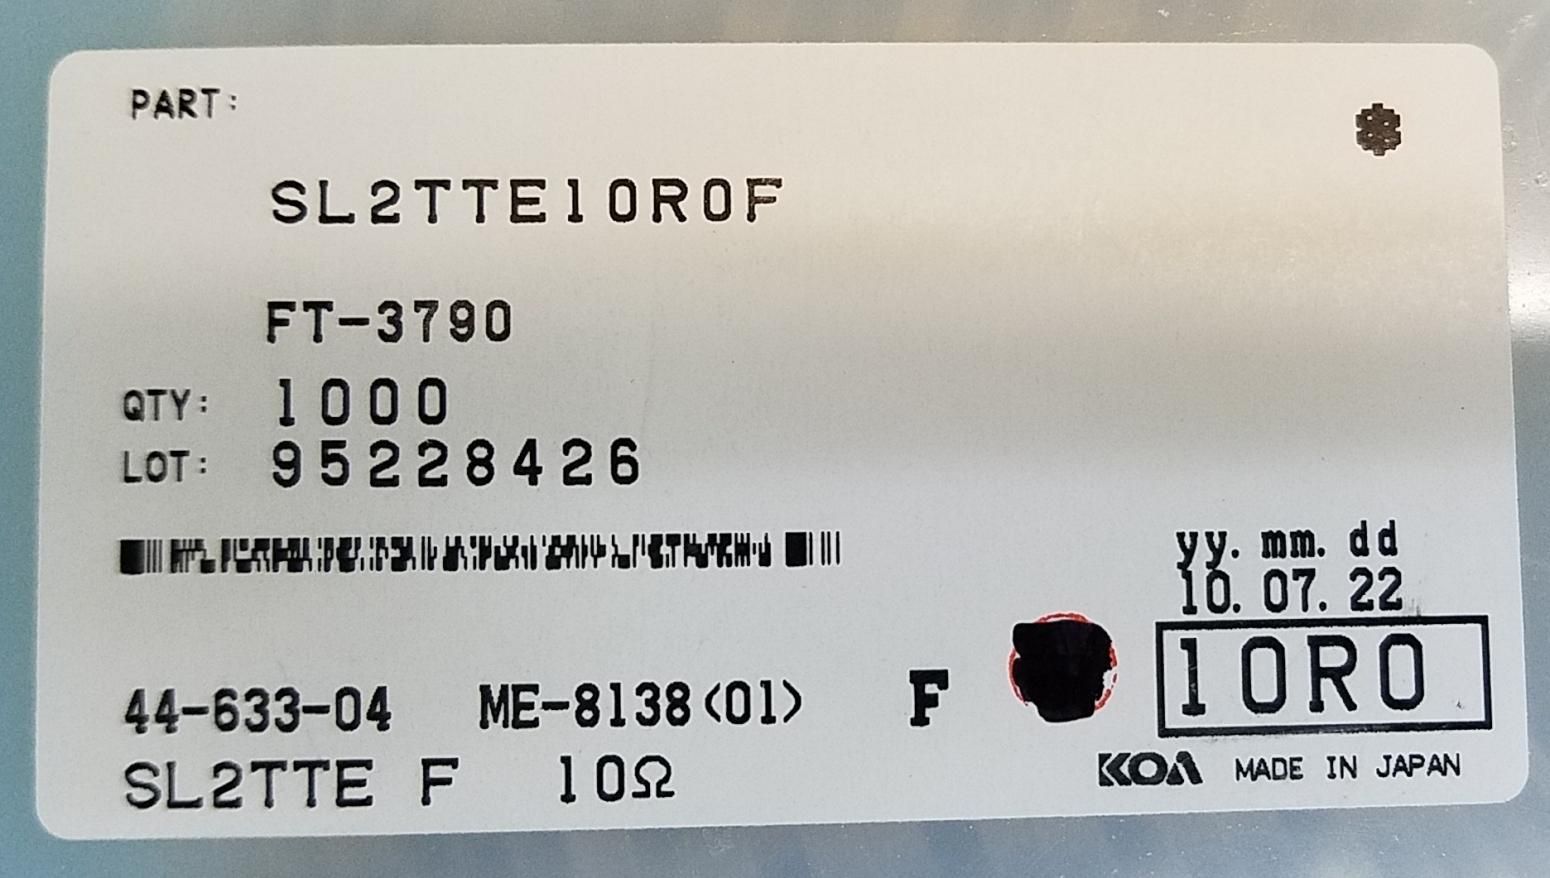 PART:
SL2TTE10R0F
FT-3790
QTY: 1000
LOT: 95228426
yy. mm. dd
10. 07. 22
44-633-04 ME-8138(01) F 10R0
SL2TTE F 10Ω
KOA MADE IN JAPAN